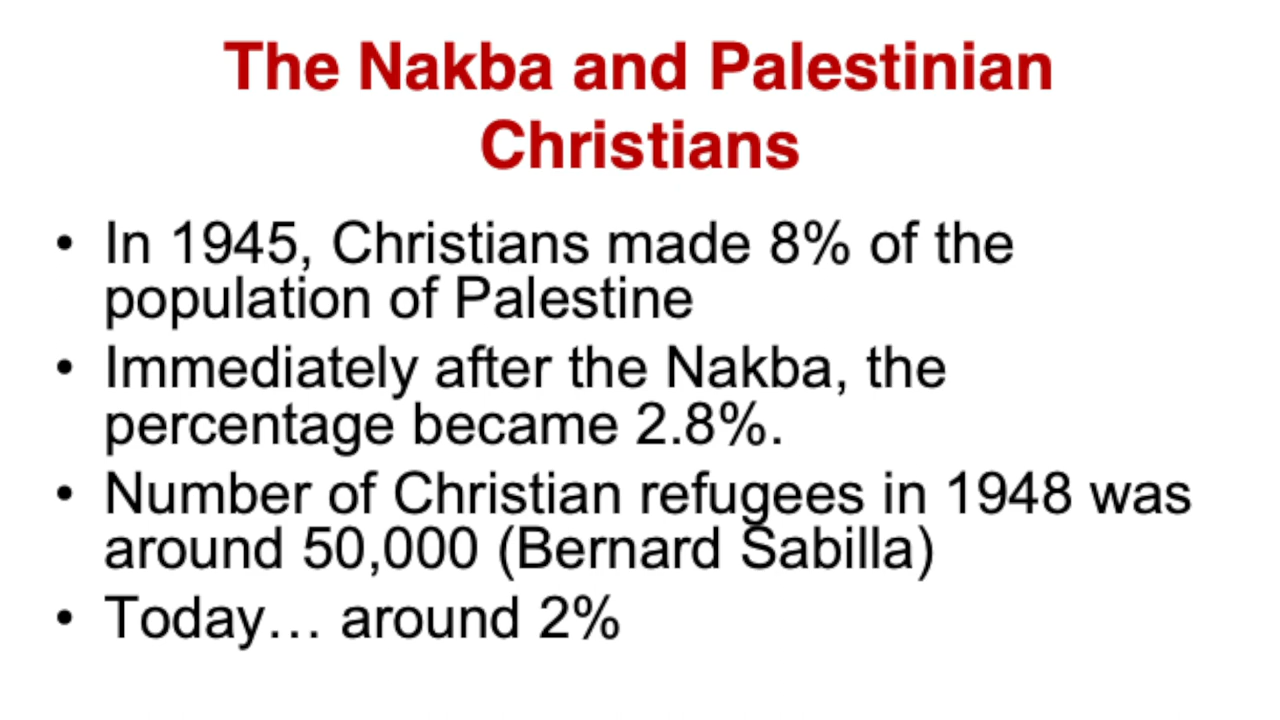 The Nakba and Palestinian
Christians
• In 1945, Christians made 8% of the
population of Palestine
• Immediately after the Nakba, the
percentage became 2.8%.
• Number of Christian refugees in 1948 was
around 50,000 (Bernard Sabilla)
• Today… around 2%